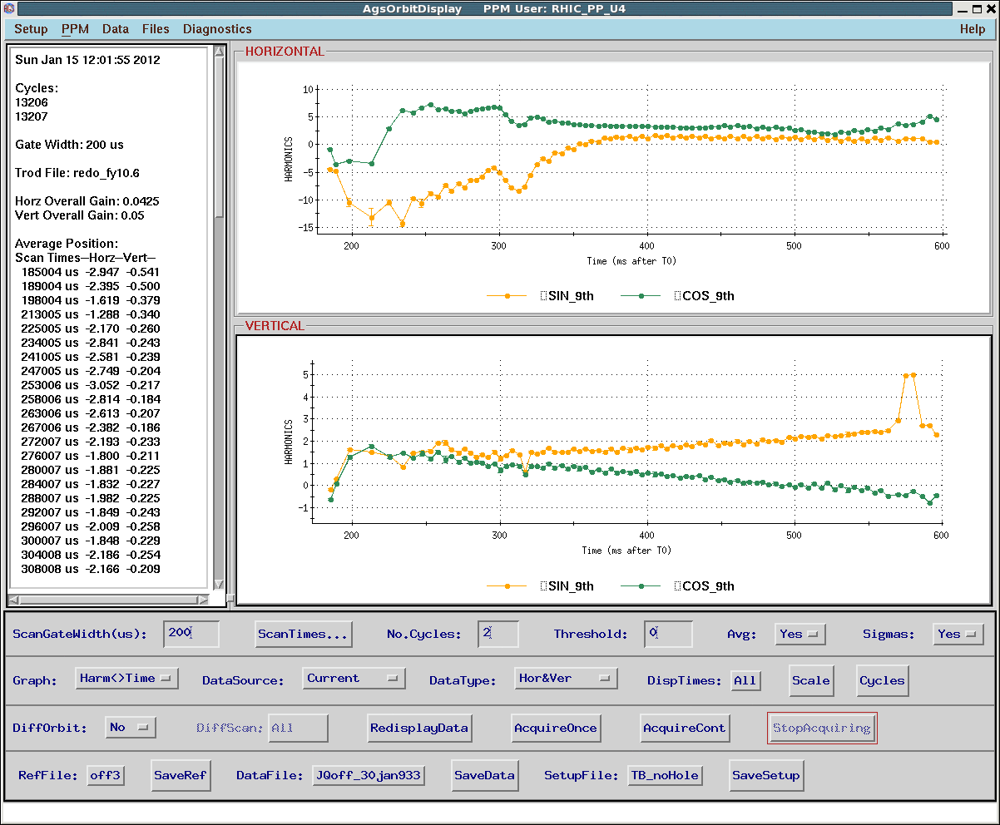 AgsOrbitDisplay PPM User: RHIC_PP_U4
Setup PPM Data Files Diagnostics Help
Sun Jan 15 12:01:55 2012
Cycles:
13206
13207
Gate Width: 200 us
Trod File: redo_fy10.6
Horz Overall Gain: 0.0425
Vert Overall Gain: 0.05
Average Position:
Scan Times--Horz--Vert--
185004 us -2.947 -0.541
189004 us -2.395 -0.500
198004 us -1.619 -0.379
213005 us -1.288 -0.340
225005 us -2.170 -0.260
234005 us -2.841 -0.243
241005 us -2.581 -0.239
247005 us -2.749 -0.204
253006 us -3.052 -0.217
258006 us -2.814 -0.184
263006 us -2.613 -0.207
267006 us -2.382 -0.186
272007 us -2.193 -0.233
276007 us -1.800 -0.211
280007 us -1.881 -0.225
284007 us -1.832 -0.227
288007 us -1.982 -0.225
292007 us -1.849 -0.243
296007 us -2.009 -0.258
300007 us -1.848 -0.229
304008 us -2.186 -0.254
308008 us -2.166 -0.209
HORIZONTAL
10
5
0
-5
-10
-15
HARMONICS
200 300 400 500 600
Time (ms after T0)
SIN_9th COS_9th
VERTICAL
5
4
3
2
1
0
-1
HARMONICS
200 300 400 500 600
Time (ms after T0)
SIN_9th COS_9th
ScanGateWidth(us): 200 ScanTimes... No.Cycles: 2 Threshold: 0 Avg: Yes Sigmas: Yes
Graph: Harm<>Time DataSource: Current DataType: Hor&Ver DispTimes: All Scale Cycles
DiffOrbit: No DiffScan: All RedisplayData AcquireOnce AcquireCont StopAcquiring
RefFile: off3 SaveRef DataFile: JQoff_30jan933 SaveData SetupFile: TB_noHole SaveSetup